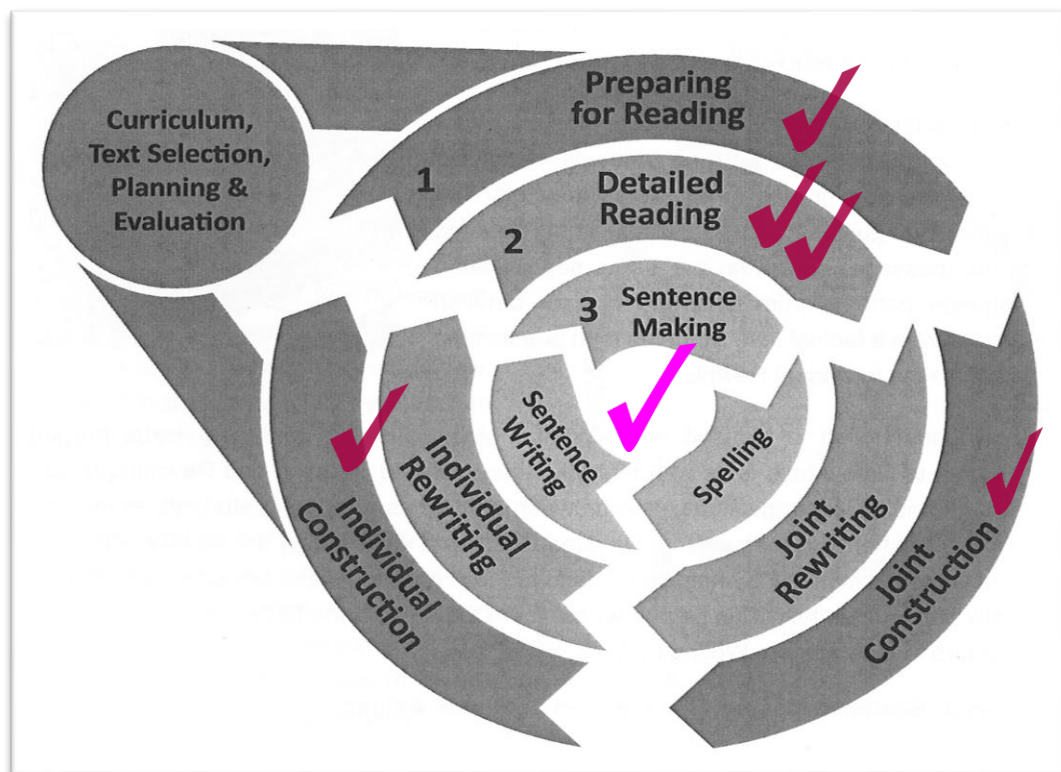 Curriculum,
Text Selection,
Planning &
Evaluation
1
Preparing
for Reading
2
Detailed
Reading
3
Sentence
Making
Spelling
Sentence
Writing
Joint
Rewriting
Individual
Rewriting
Joint
Construction
Individual
Construction